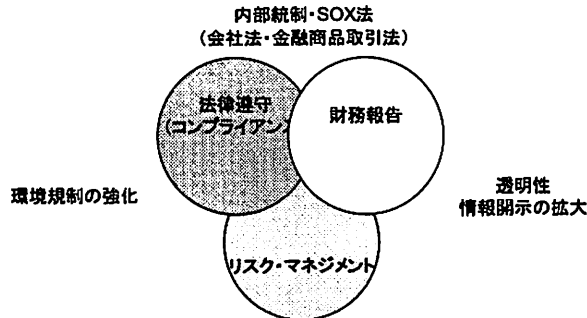 内部統制・SOX法
(会社法・金融商品取引法)
法律遵守
(コンプライアンス
財務報告
環境規制の強化
透明性
情報開示の拡大
リスク・マネジメント